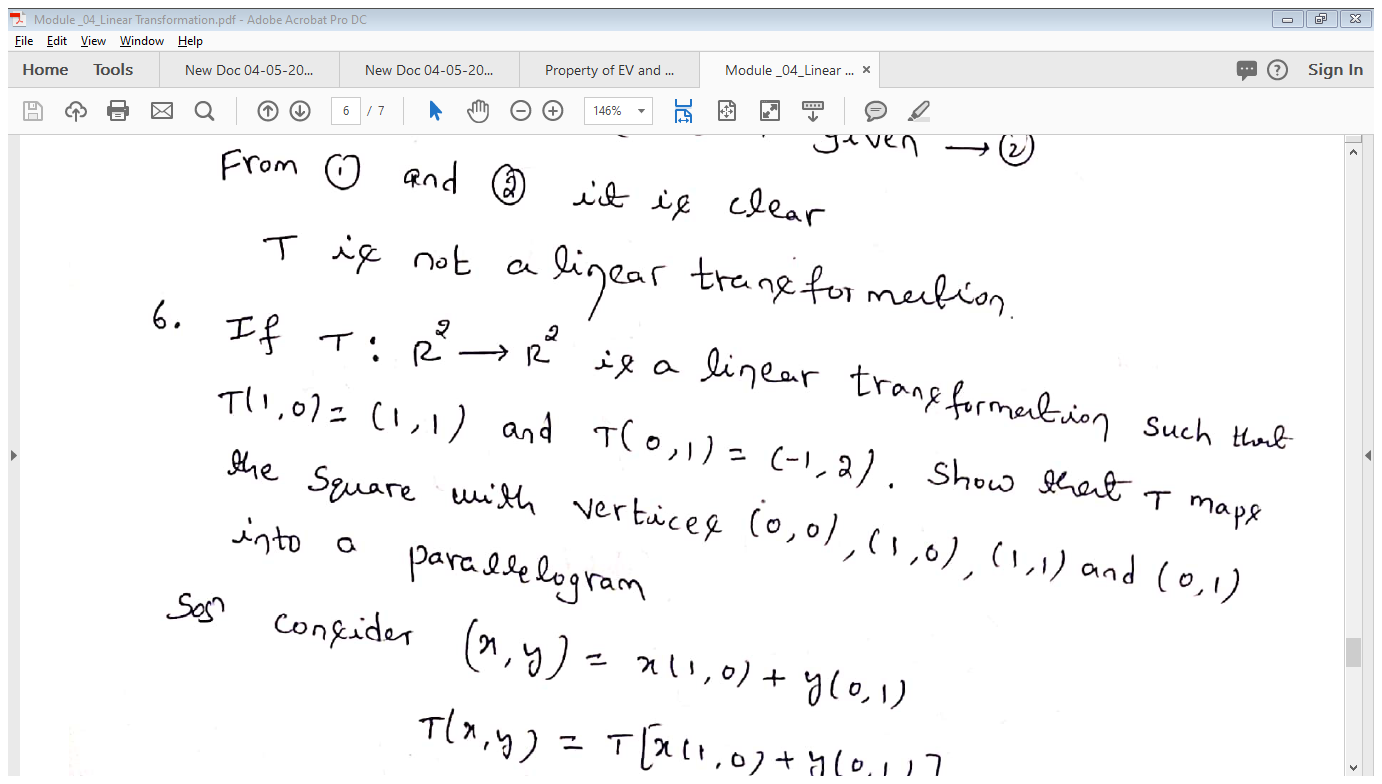 Module _04_Linear Transformation.pdf - Adobe Acrobat Pro DC
File Edit View Window Help
Home Tools New Doc 04-05-20... New Doc 04-05-20... Property of EV and ... Module _04_Linear ... × Sign In
6 / 7 146%
given → ②
From ① and ② it is clear
T is not a linear transformation.
6. If T : R² → R² is a linear transformation such that
T(1,0) = (1,1) and T(0,1) = (-1,2). Show that T maps
the square with vertices (0,0), (1,0), (1,1) and (0,1)
into a parallelogram
Solⁿ consider (x,y) = x(1,0) + y(0,1)
T(x,y) = T[x(1,0) + y(0,1)]